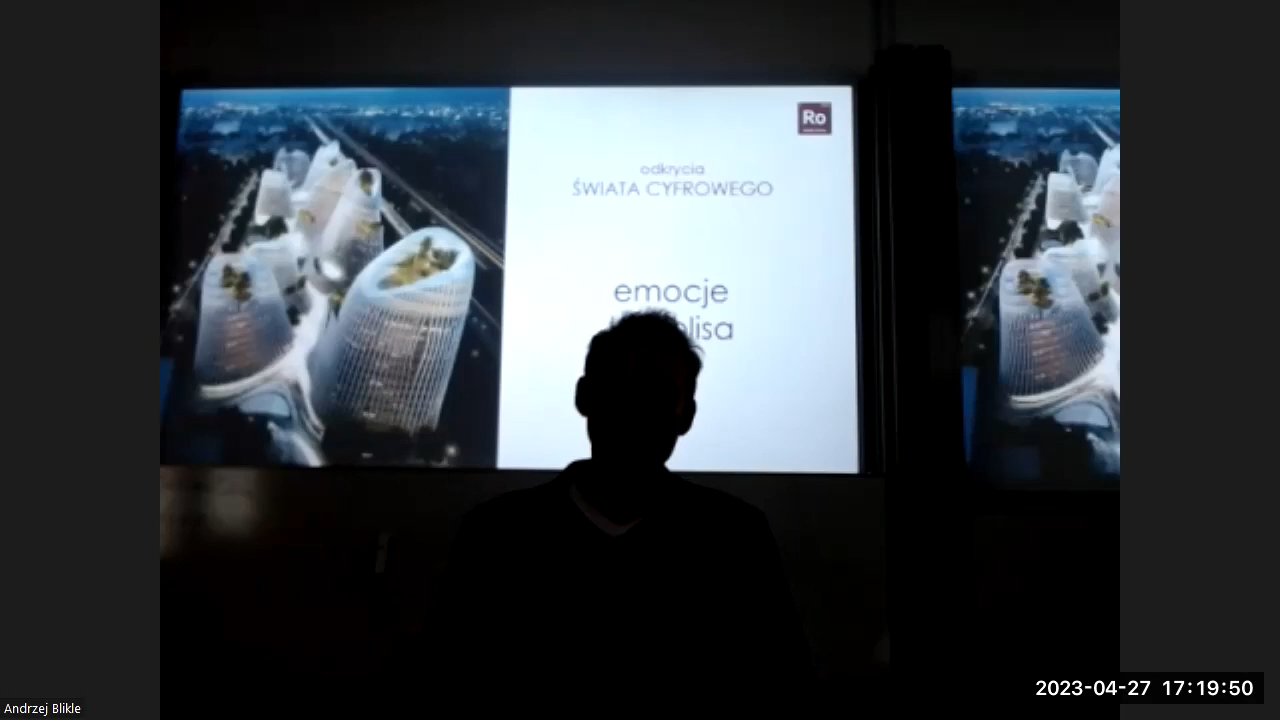 Ro
odkrycia
ŚWIATA CYFROWEGO
emocje
Andrzej Blikle
2023-04-27 17:19:50